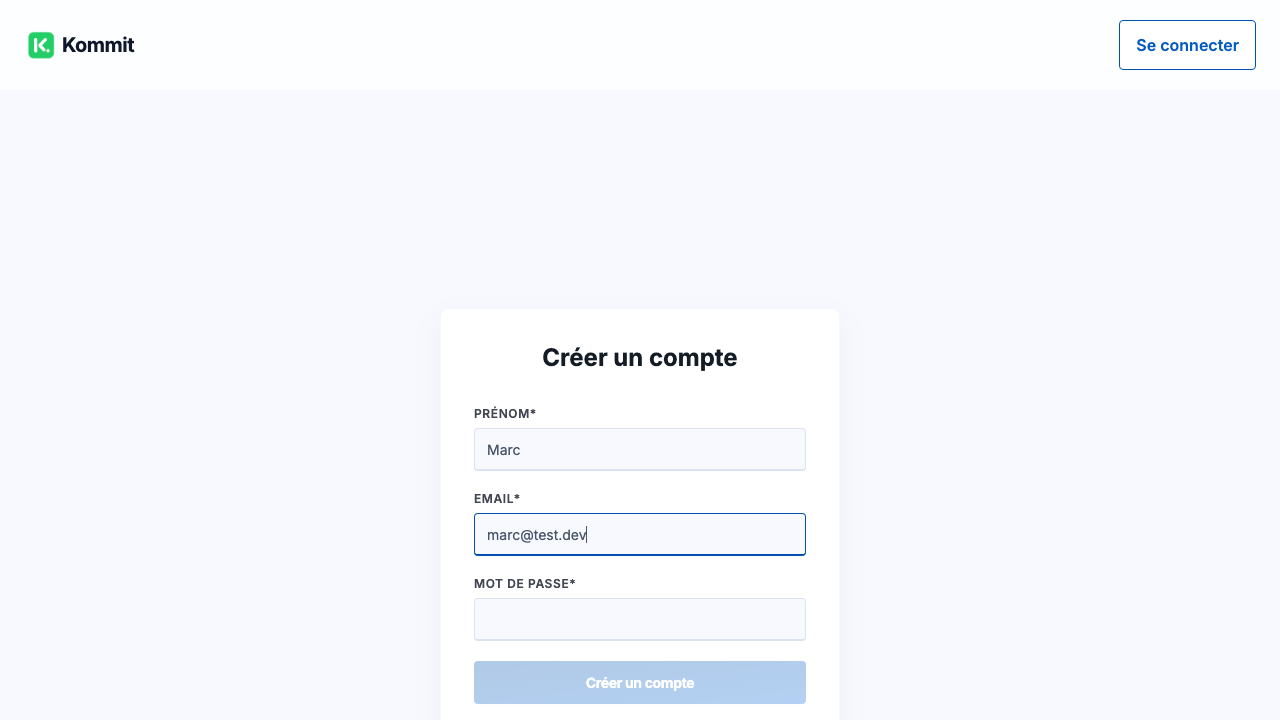 Kommit
Se connecter
Créer un compte
PRÉNOM*
Marc
EMAIL*
marc@test.dev
MOT DE PASSE*
Créer un compte